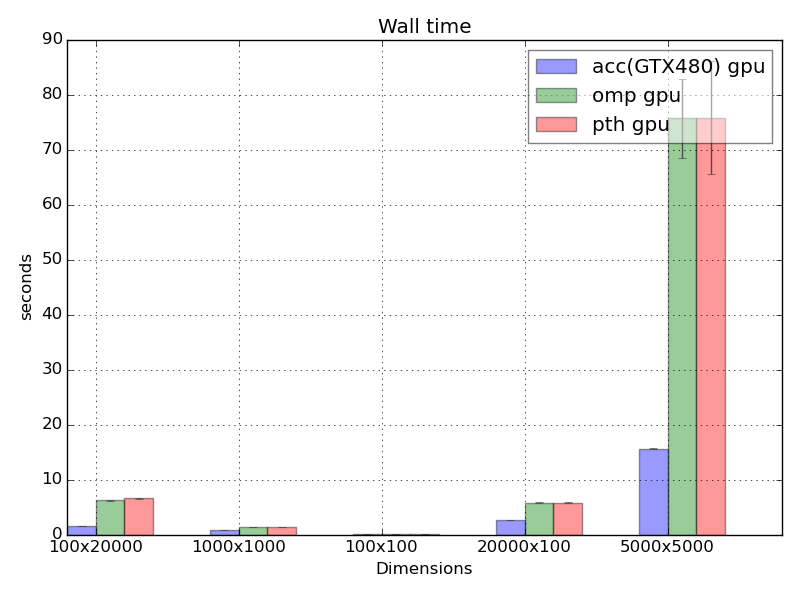 Wall time
90
80
70
60
50
40
30
20
10
0
seconds
acc(GTX480) gpu
omp gpu
pth gpu
100x20000 1000x1000 100x100 20000x100 5000x5000
Dimensions